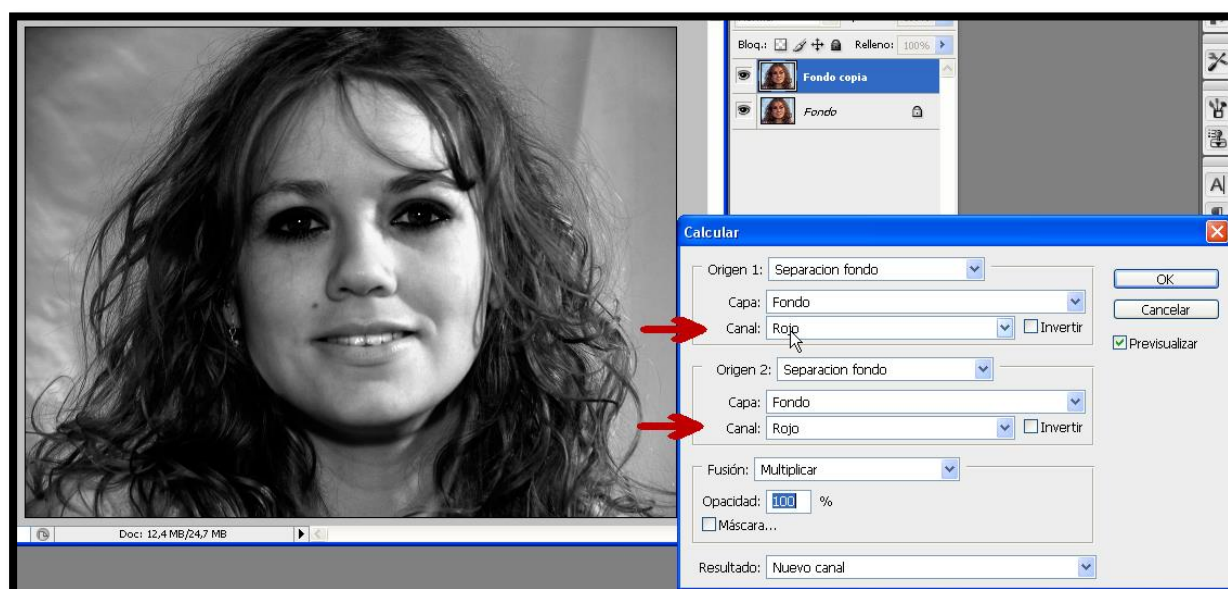 Bloq.: Relleno: 100%
Fondo copia
Fondo
A
Calcular
Origen 1: Separacion fondo
Capa: Fondo
Canal: Rojo Invertir
Origen 2: Separacion fondo
Capa: Fondo
Canal: Rojo Invertir
Fusión: Multiplicar
Opacidad: 100 %
Máscara...
Resultado: Nuevo canal
OK
Cancelar
Previsualizar
Doc: 12,4 MB/24,7 MB